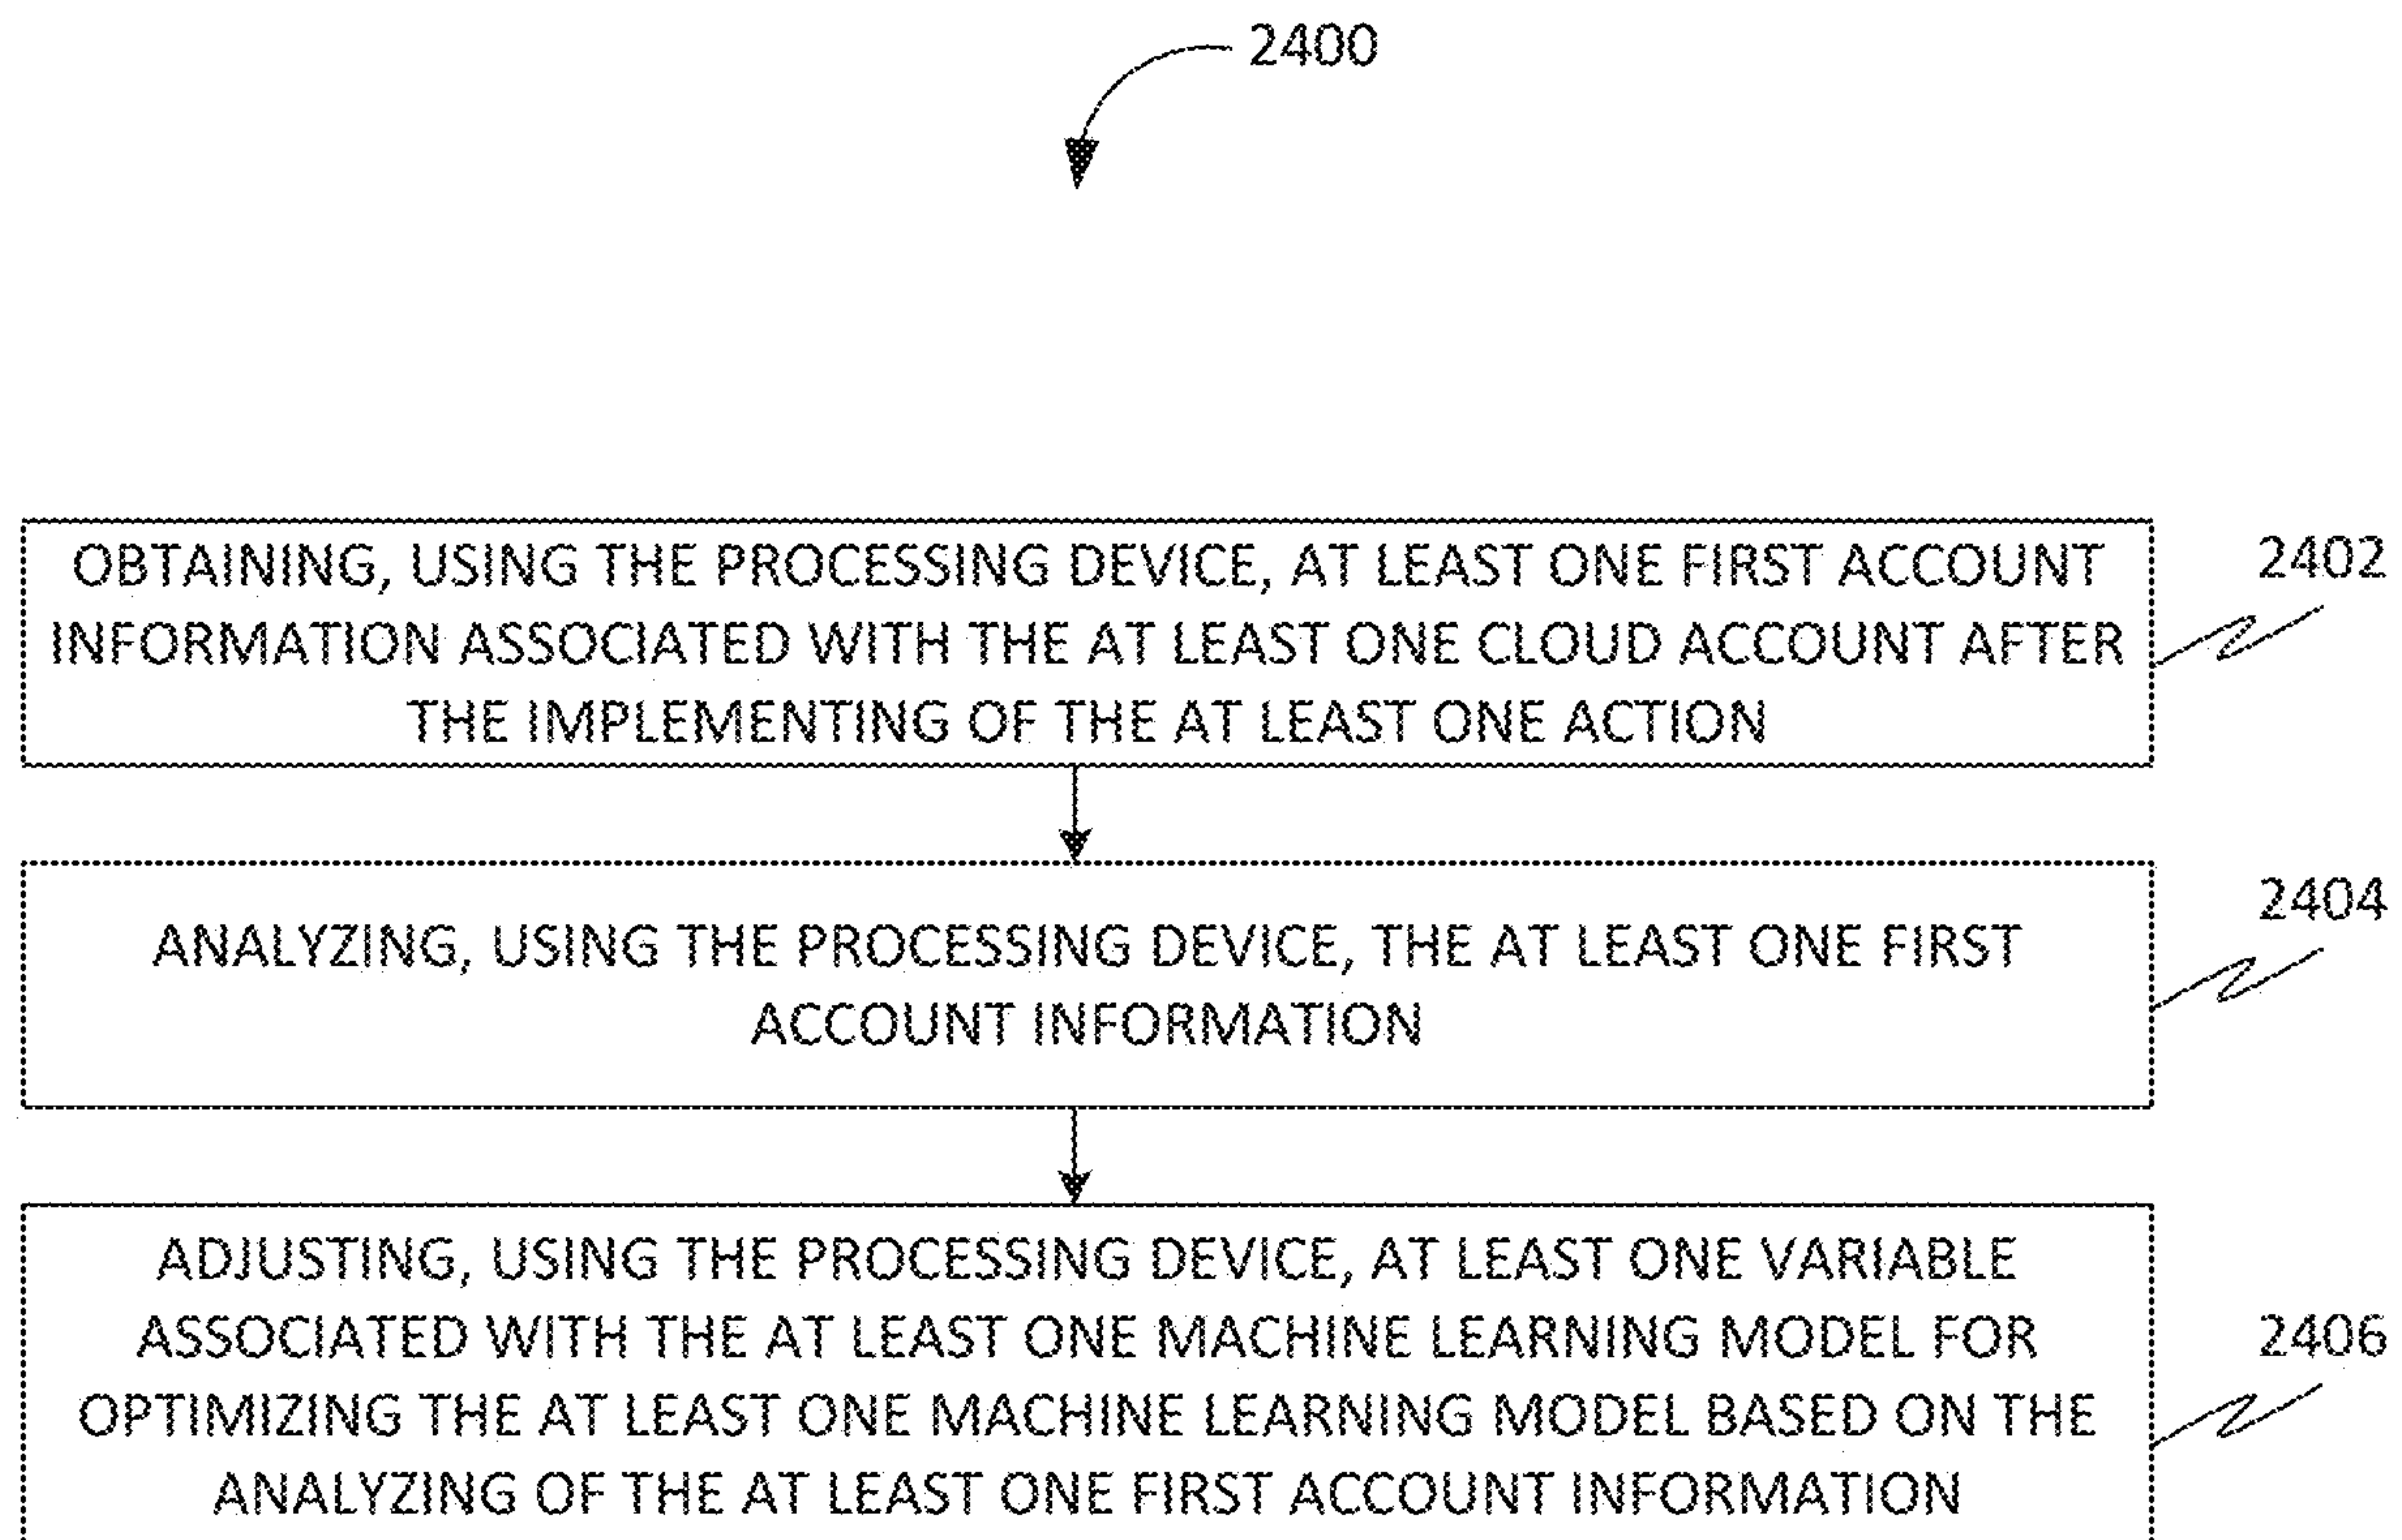 2400
OBTAINING, USING THE PROCESSING DEVICE, AT LEAST ONE FIRST ACCOUNT
INFORMATION ASSOCIATED WITH THE AT LEAST ONE CLOUD ACCOUNT AFTER
THE IMPLEMENTING OF THE AT LEAST ONE ACTION
2402
ANALYZING, USING THE PROCESSING DEVICE, THE AT LEAST ONE FIRST
ACCOUNT INFORMATION
2404
ADJUSTING, USING THE PROCESSING DEVICE, AT LEAST ONE VARIABLE
ASSOCIATED WITH THE AT LEAST ONE MACHINE LEARNING MODEL FOR
OPTIMIZING THE AT LEAST ONE MACHINE LEARNING MODEL BASED ON THE
ANALYZING OF THE AT LEAST ONE FIRST ACCOUNT INFORMATION
2406